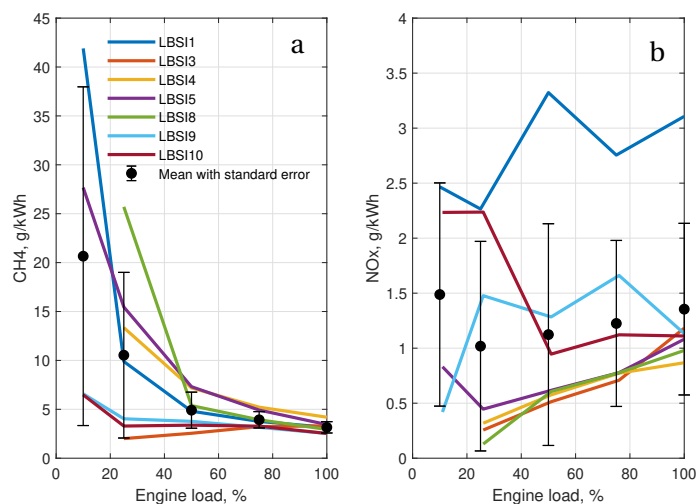 a
b
LBSI1
LBSI3
LBSI4
LBSI5
LBSI8
LBSI9
LBSI10
Mean with standard error
CH4, g/kWh
45
40
35
30
25
20
15
10
5
0
0 20 40 60 80 100
Engine load, %
NOx, g/kWh
4
3.5
3
2.5
2
1.5
1
0.5
0
0 20 40 60 80 100
Engine load, %